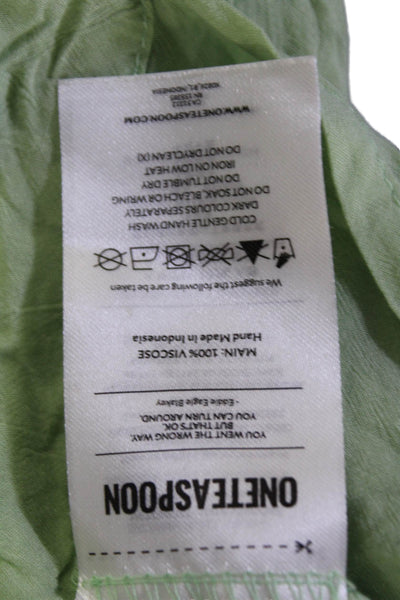 ONETEASPOON
YOU WENT THE WRONG WAY.
BUT THAT'S OK.
YOU CAN TURN AROUND.
- Eddie Eagle Blakey
MAIN: 100% VISCOSE
Hand Made in Indonesia
We suggest the following care be taken
COLD GENTLE HAND WASH
DARK COLOURS SEPARATELY
DO NOT SOAK, BLEACH OR WRING
DO NOT TUMBLE DRY
IRON ON LOW HEAT
DO NOT DRYCLEAN (X)
WWW.ONETEASPOON.COM